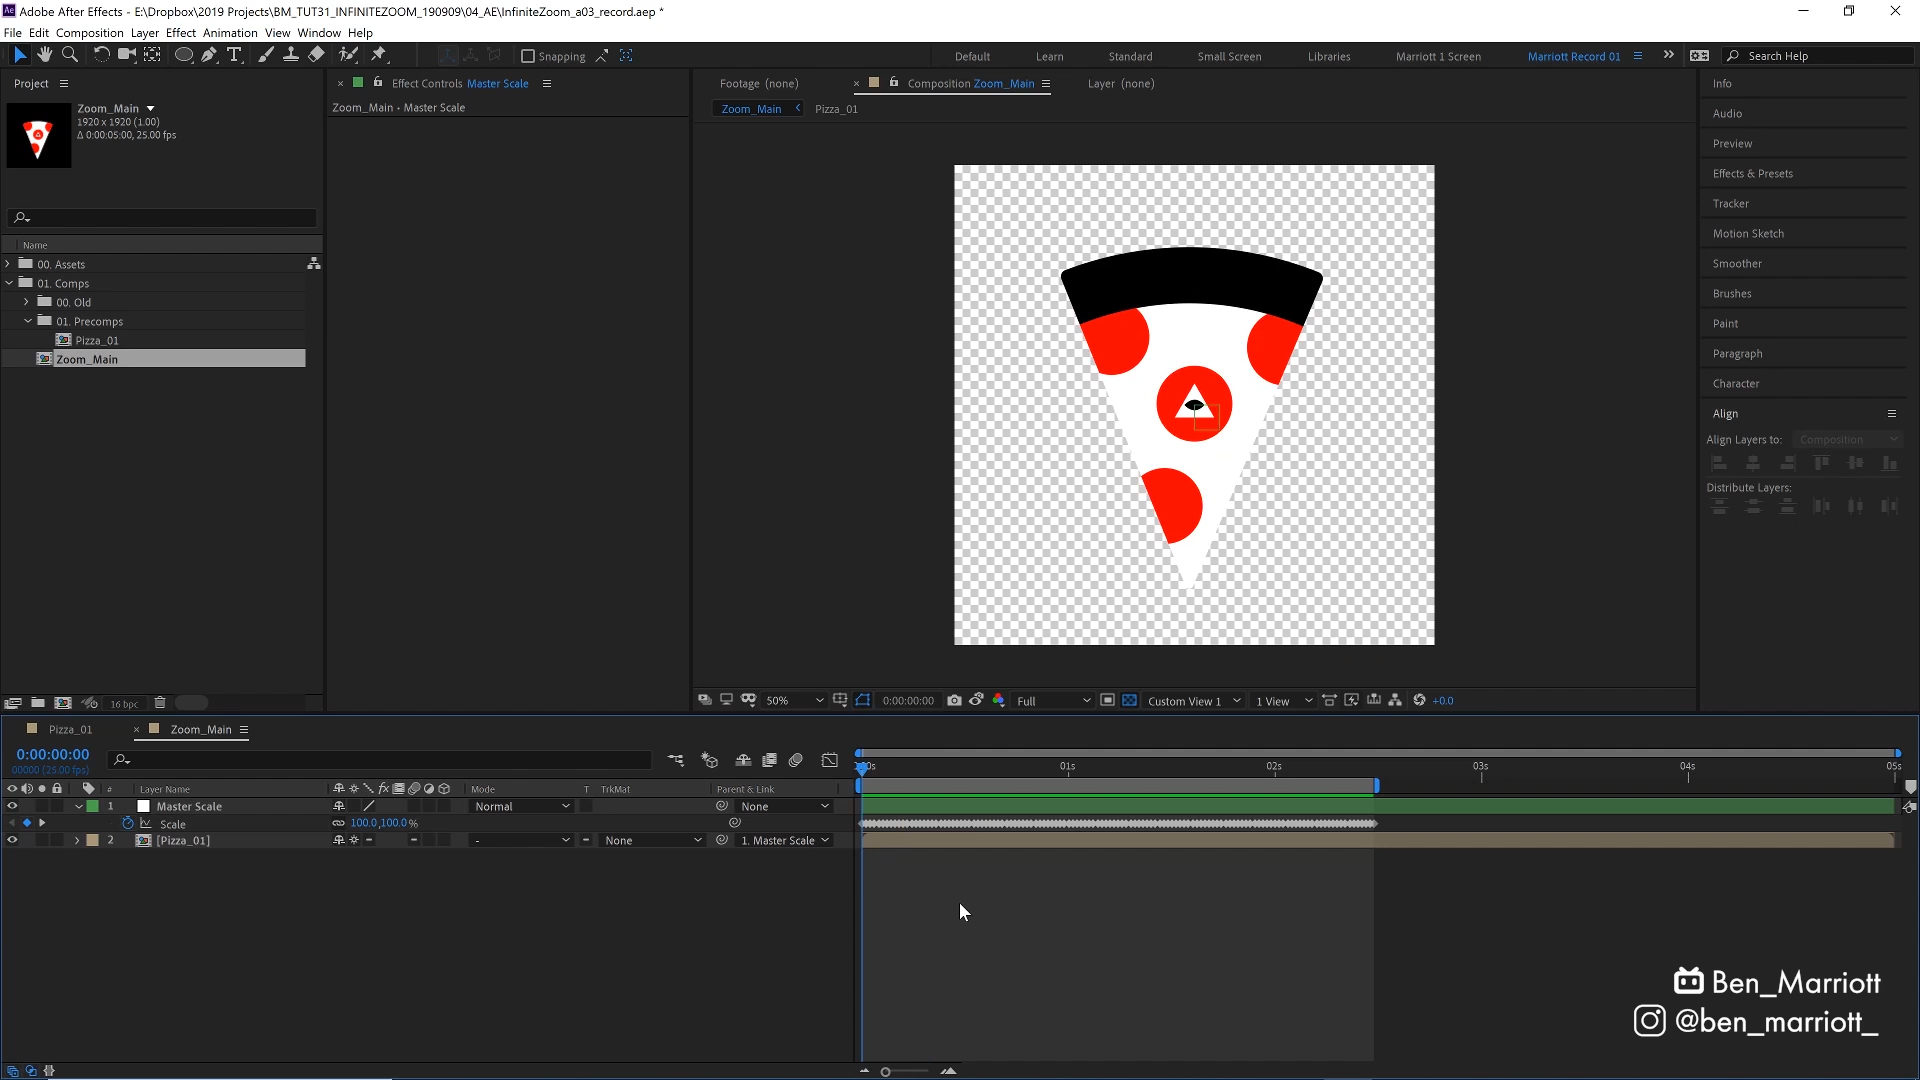 Ae Adobe After Effects - E:\Dropbox\2019 Projects\BM_TUT31_INFINITEZOOM_190909\04_AE\InfiniteZoom_a03_record.aep *
File Edit Composition Layer Effect Animation View Window Help
Snapping
Default Learn Standard Small Screen Libraries Marriott 1 Screen Marriott Record 01 Search Help
Project
Effect Controls Master Scale
Footage (none) Composition Zoom_Main Layer (none)
Info
Zoom_Main
1920 x 1920 (1.00)
Δ 0:00:05:00, 25.00 fps
Zoom_Main • Master Scale
Zoom_Main Pizza_01
Audio
Preview
Effects & Presets
Tracker
Motion Sketch
Smoother
Brushes
Paint
Paragraph
Character
Align
Align Layers to: Composition
Distribute Layers:
Name
00. Assets
01. Comps
00. Old
01. Precomps
Pizza_01
Zoom_Main
16 bpc
50% 0:00:00:00 Full Custom View 1 1 View +0.0
Pizza_01 Zoom_Main
0:00:00:00
00000 (25.00 fps)
:00s 01s 02s 03s 04s 05s
# Layer Name Mode T TrkMat Parent & Link
1 Master Scale Normal None
Scale 100.0,100.0 %
2 [Pizza_01] - None 1. Master Scale
Ben_Marriott
@ben_marriott_